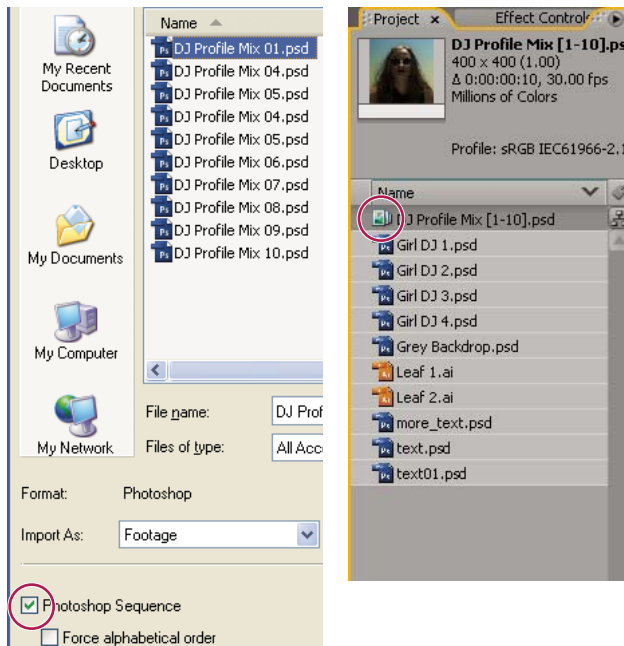 Name
DJ Profile Mix 01.psd
DJ Profile Mix 04.psd
DJ Profile Mix 05.psd
DJ Profile Mix 04.psd
DJ Profile Mix 05.psd
DJ Profile Mix 06.psd
DJ Profile Mix 07.psd
DJ Profile Mix 08.psd
DJ Profile Mix 09.psd
DJ Profile Mix 10.psd
My Recent
Documents
Desktop
My Documents
My Computer
My Network
File name: DJ Prof
Files of type: All Acc
Format: Photoshop
Import As: Footage
Photoshop Sequence
Force alphabetical order
Project × Effect Control
DJ Profile Mix [1-10].ps
400 x 400 (1.00)
Δ 0:00:00:10, 30.00 fps
Millions of Colors
Profile: sRGB IEC61966-2.1
Name
DJ Profile Mix [1-10].psd
Girl DJ 1.psd
Girl DJ 2.psd
Girl DJ 3.psd
Girl DJ 4.psd
Grey Backdrop.psd
Leaf 1.ai
Leaf 2.ai
more_text.psd
text.psd
text01.psd